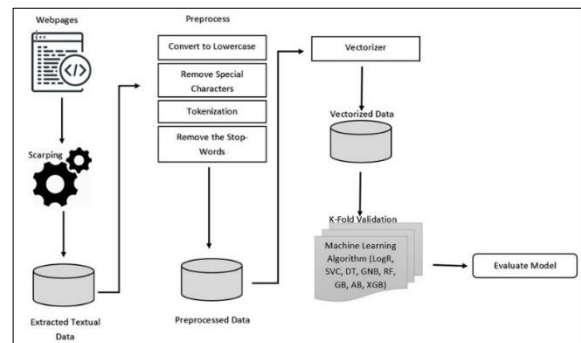 Webpages
</>
Scarping
Extracted Textual
Data
Preprocess
Convert to Lowercase
Remove Special
Characters
Tokenization
Remove the Stop-
Words
Preprocessed Data
Vectorizer
Vectorized Data
K-Fold Validation
Machine Learning
Algorithm (LogR,
SVC, DT, GNB, RF,
GB, AB, XGB)
Evaluate Model